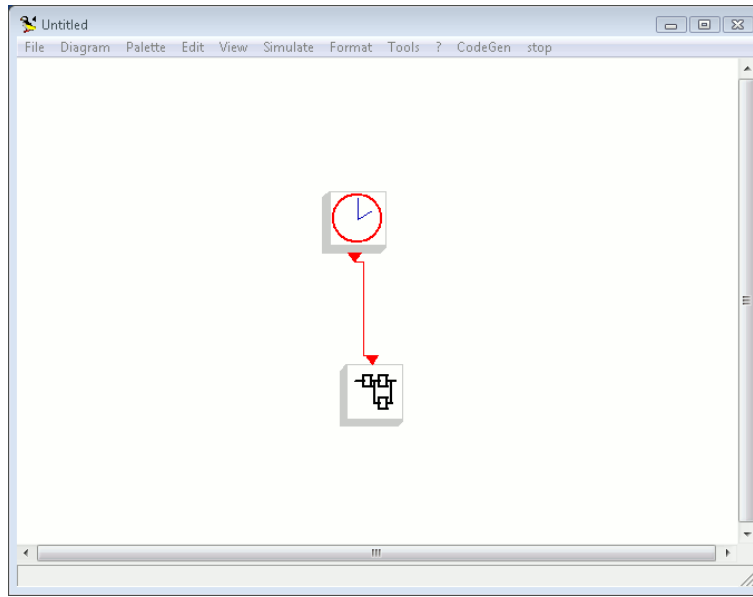 Untitled
File Diagram Palette Edit View Simulate Format Tools ? CodeGen stop